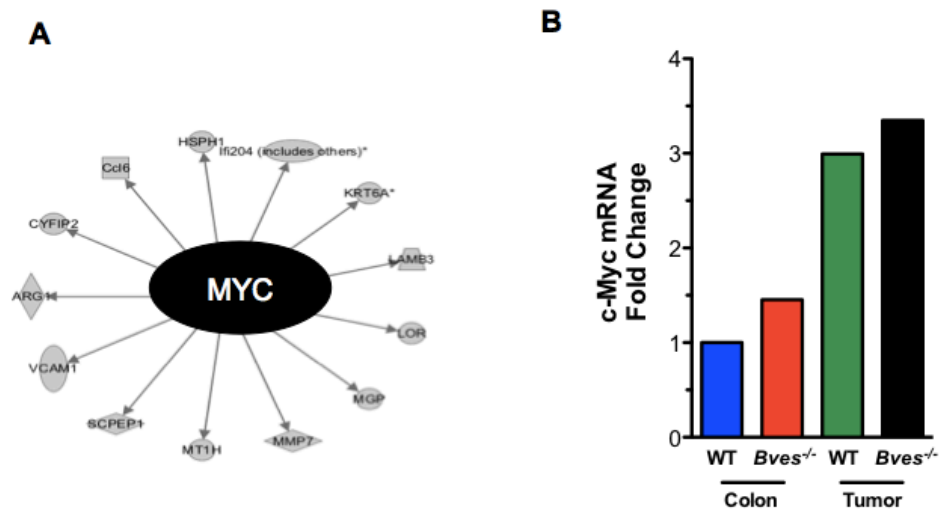 A
HSPH1
Ifi204 (includes others)*
Ccl6
KRT6A*
CYFIP2
LAMB3
ARG1
MYC
LOR
VCAM1
MGP
SCPEP1
MT1H
MMP7
B
c-Myc mRNA
Fold Change
4
3
2
1
0
WT Bves-/- WT Bves-/-
Colon Tumor